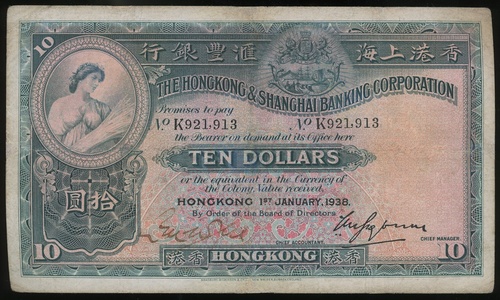 10
行銀豐滙 海上港香
THE HONGKONG & SHANGHAI BANKING CORPORATION
Promises to pay
No K921,913 No K921,913
the Bearer on demand at its Office here
TEN DOLLARS
or the equivalent in the Currency of
the Colony, Value received.
圓拾
HONGKONG 1ST JANUARY, 1938.
By Order of the Board of Directors
CHIEF ACCOUNTANT. CHIEF MANAGER.
10 港香 HONGKONG 港香 10